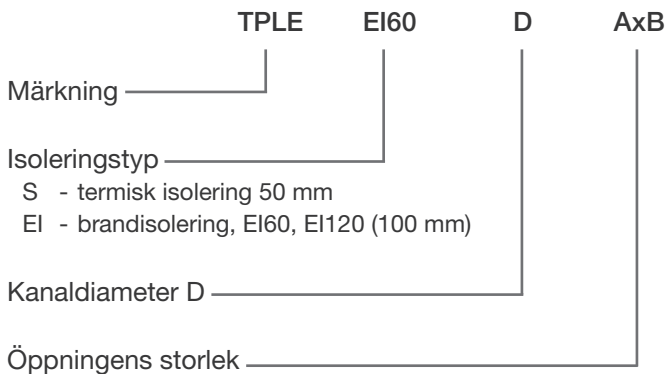 TPLE EI60 D AxB
Märkning
Isoleringstyp
S - termisk isolering 50 mm
EI - brandisolering, EI60, EI120 (100 mm)
Kanaldiameter D
Öppningens storlek